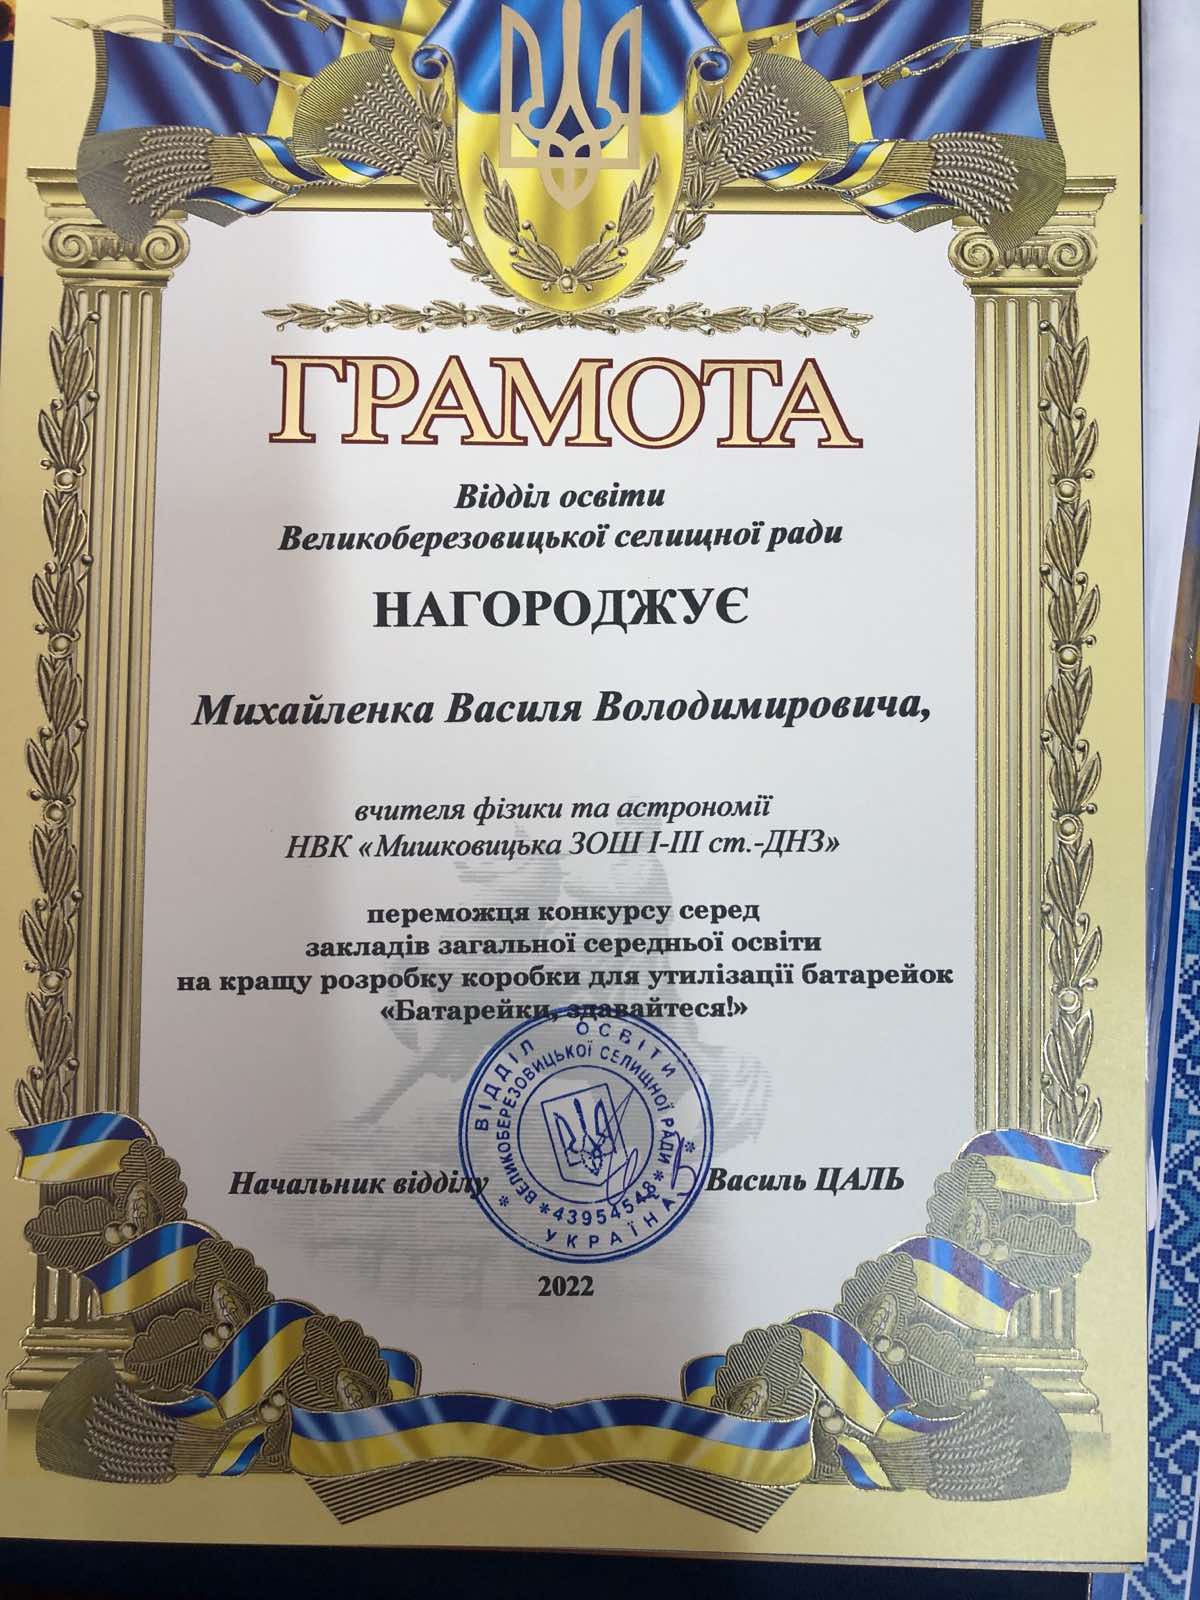 ГРАМОТА
Відділ освіти
Великоберезовицької селищної ради
НАГОРОДЖУЄ
Михайленка Василя Володимировича,
вчителя фізики та астрономії
НВК «Мишковицька ЗОШ І-ІІІ ст.-ДНЗ»
переможця конкурсу серед
закладів загальної середньої освіти
на кращу розробку коробки для утилізації батарейок
«Батарейки, здавайтеся!»
Начальник відділу Василь ЦАЛЬ
ВІДДІЛ ОСВІТИ
ВЕЛИКОБЕРЕЗОВИЦЬКОЇ СЕЛИЩНОЇ РАДИ
*43954548*
* УКРАЇНА *
2022